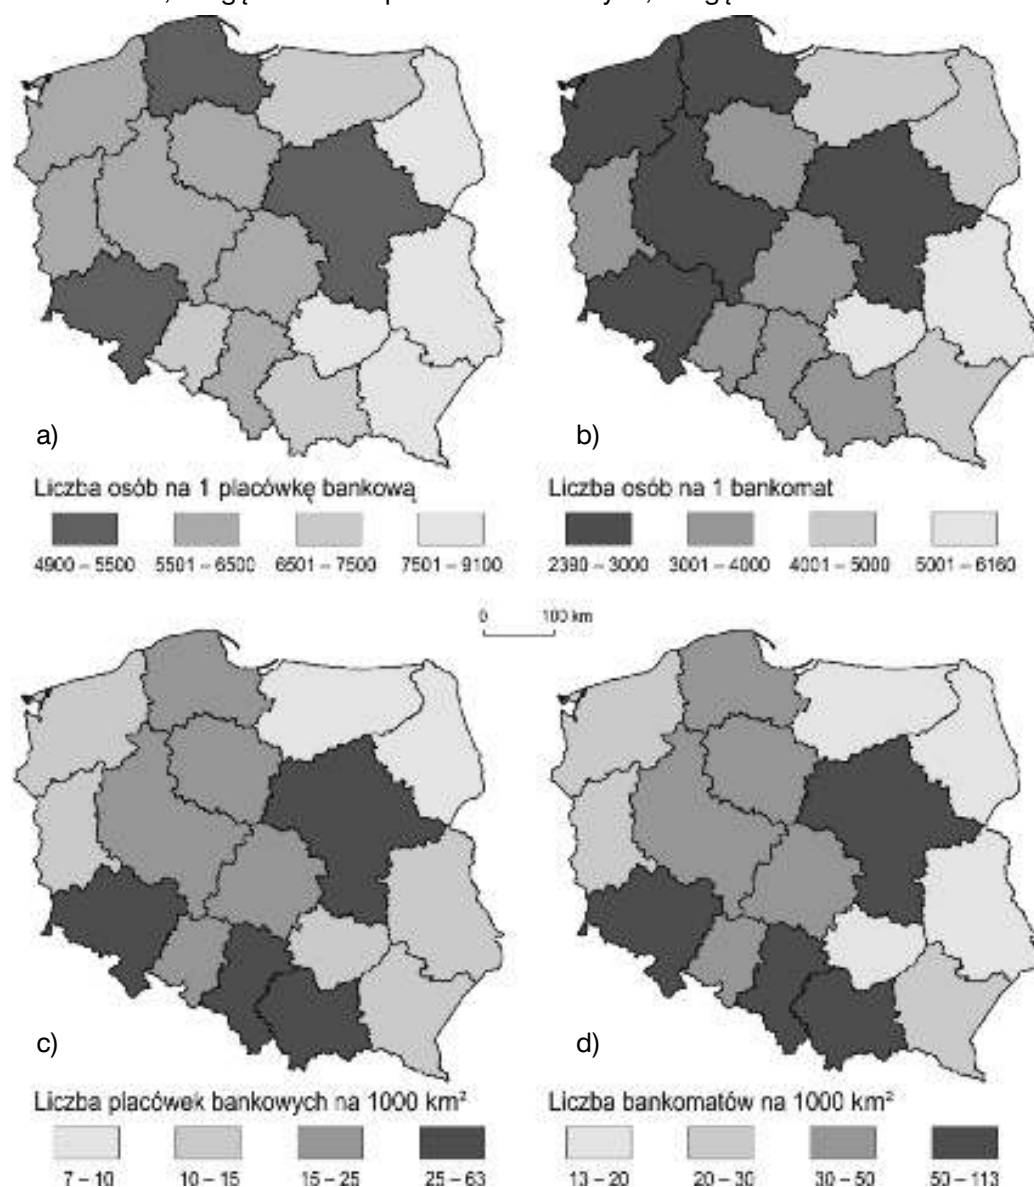 a)
b)
Liczba osób na 1 placówkę bankową
Liczba osób na 1 bankomat
4900 – 5500 5501 – 6500 6501 – 7500 7501 – 9100
2390 – 3000 3001 – 4000 4001 – 5000 5001 – 6160
0 100 km
c)
d)
Liczba placówek bankowych na 1000 km²
Liczba bankomatów na 1000 km²
7 – 10 10 – 15 15 – 25 25 – 63
13 – 20 20 – 30 30 – 50 50 – 113